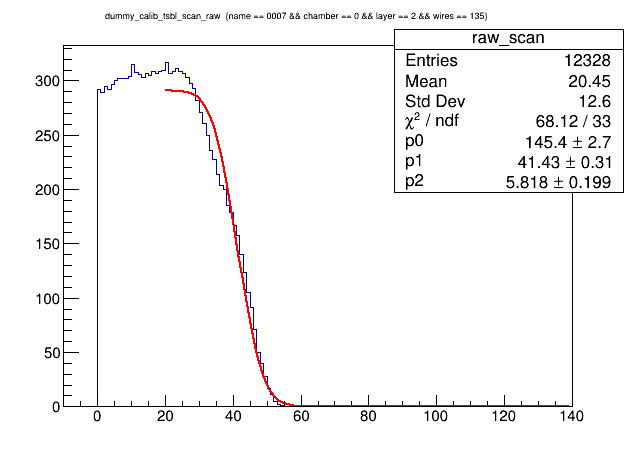 dummy_calib_tsbl_scan_raw (name == 0007 && chamber == 0 && layer == 2 && wires == 135)
raw_scan
Entries 12328
Mean 20.45
Std Dev 12.6
χ² / ndf 68.12 / 33
p0 145.4 ± 2.7
p1 41.43 ± 0.31
p2 5.818 ± 0.199
300
250
200
150
100
50
0
0 20 40 60 80 100 120 140